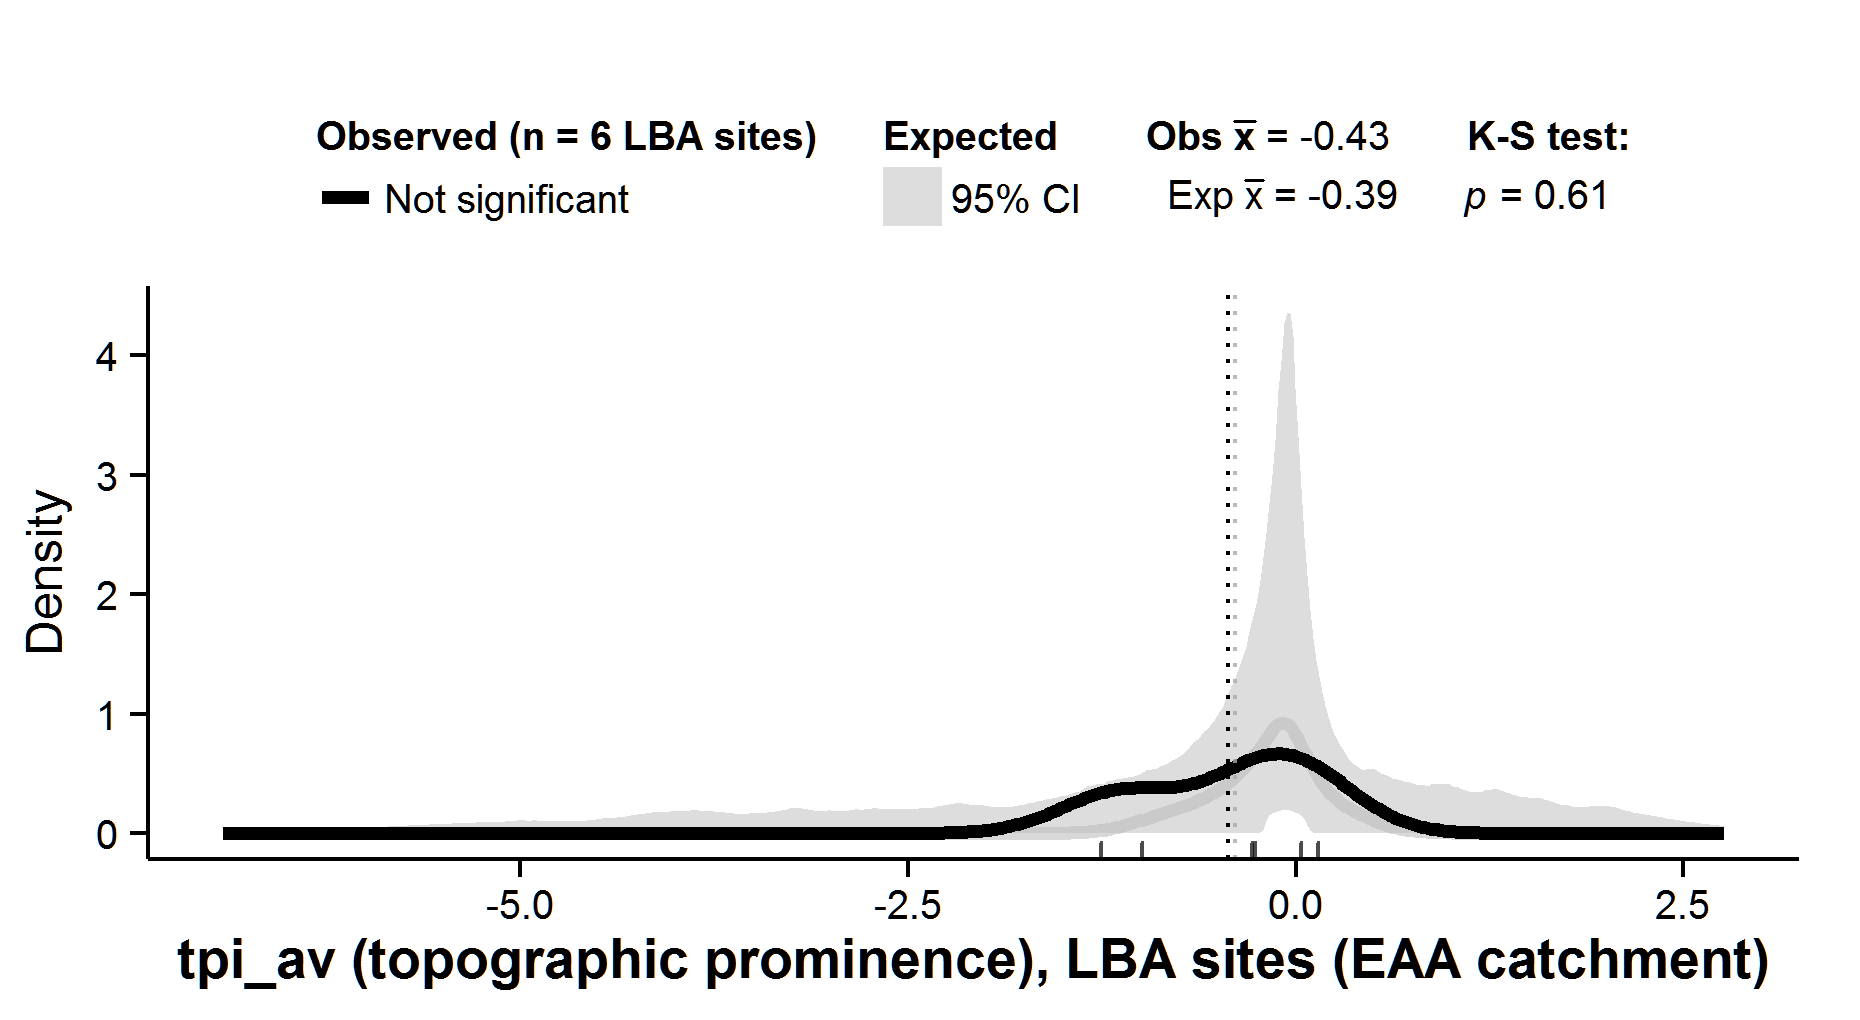 Observed (n = 6 LBA sites) Expected Obs x̅ = -0.43 K-S test:
Not significant 95% CI Exp x̅ = -0.39 p = 0.61
Density
4
3
2
1
0
-5.0 -2.5 0.0 2.5
tpi_av (topographic prominence), LBA sites (EAA catchment)